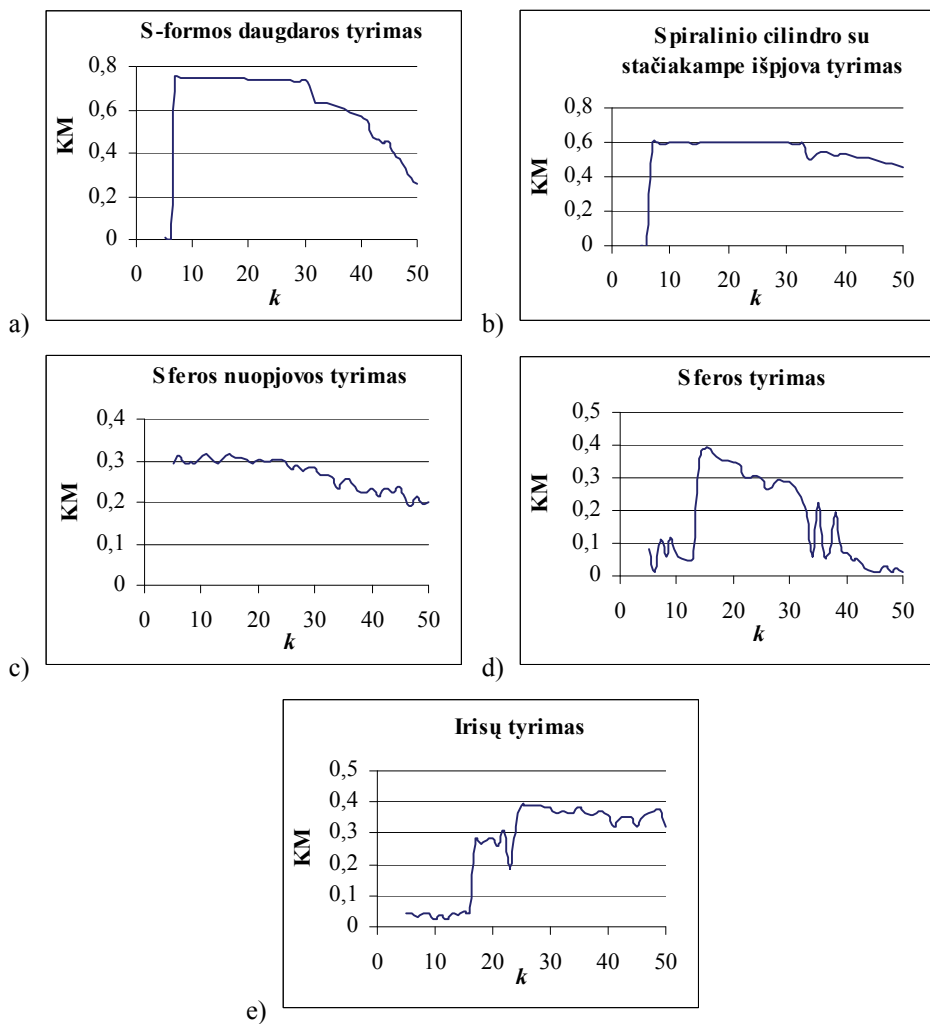 S-formos daugdaros tyrimas
0,8
0,6
0,4
0,2
0
KM
0 10 20 30 40 50
k
a)
Spiralinio cilindro su
stačiakampe išpjova tyrimas
0,8
0,6
0,4
0,2
0
KM
0 10 20 30 40 50
k
b)
Sferos nuopjovos tyrimas
0,4
0,3
0,2
0,1
0
KM
0 10 20 30 40 50
k
c)
Sferos tyrimas
0,5
0,4
0,3
0,2
0,1
0
KM
0 10 20 30 40 50
k
d)
Irisų tyrimas
0,5
0,4
0,3
0,2
0,1
0
KM
0 10 20 30 40 50
k
e)